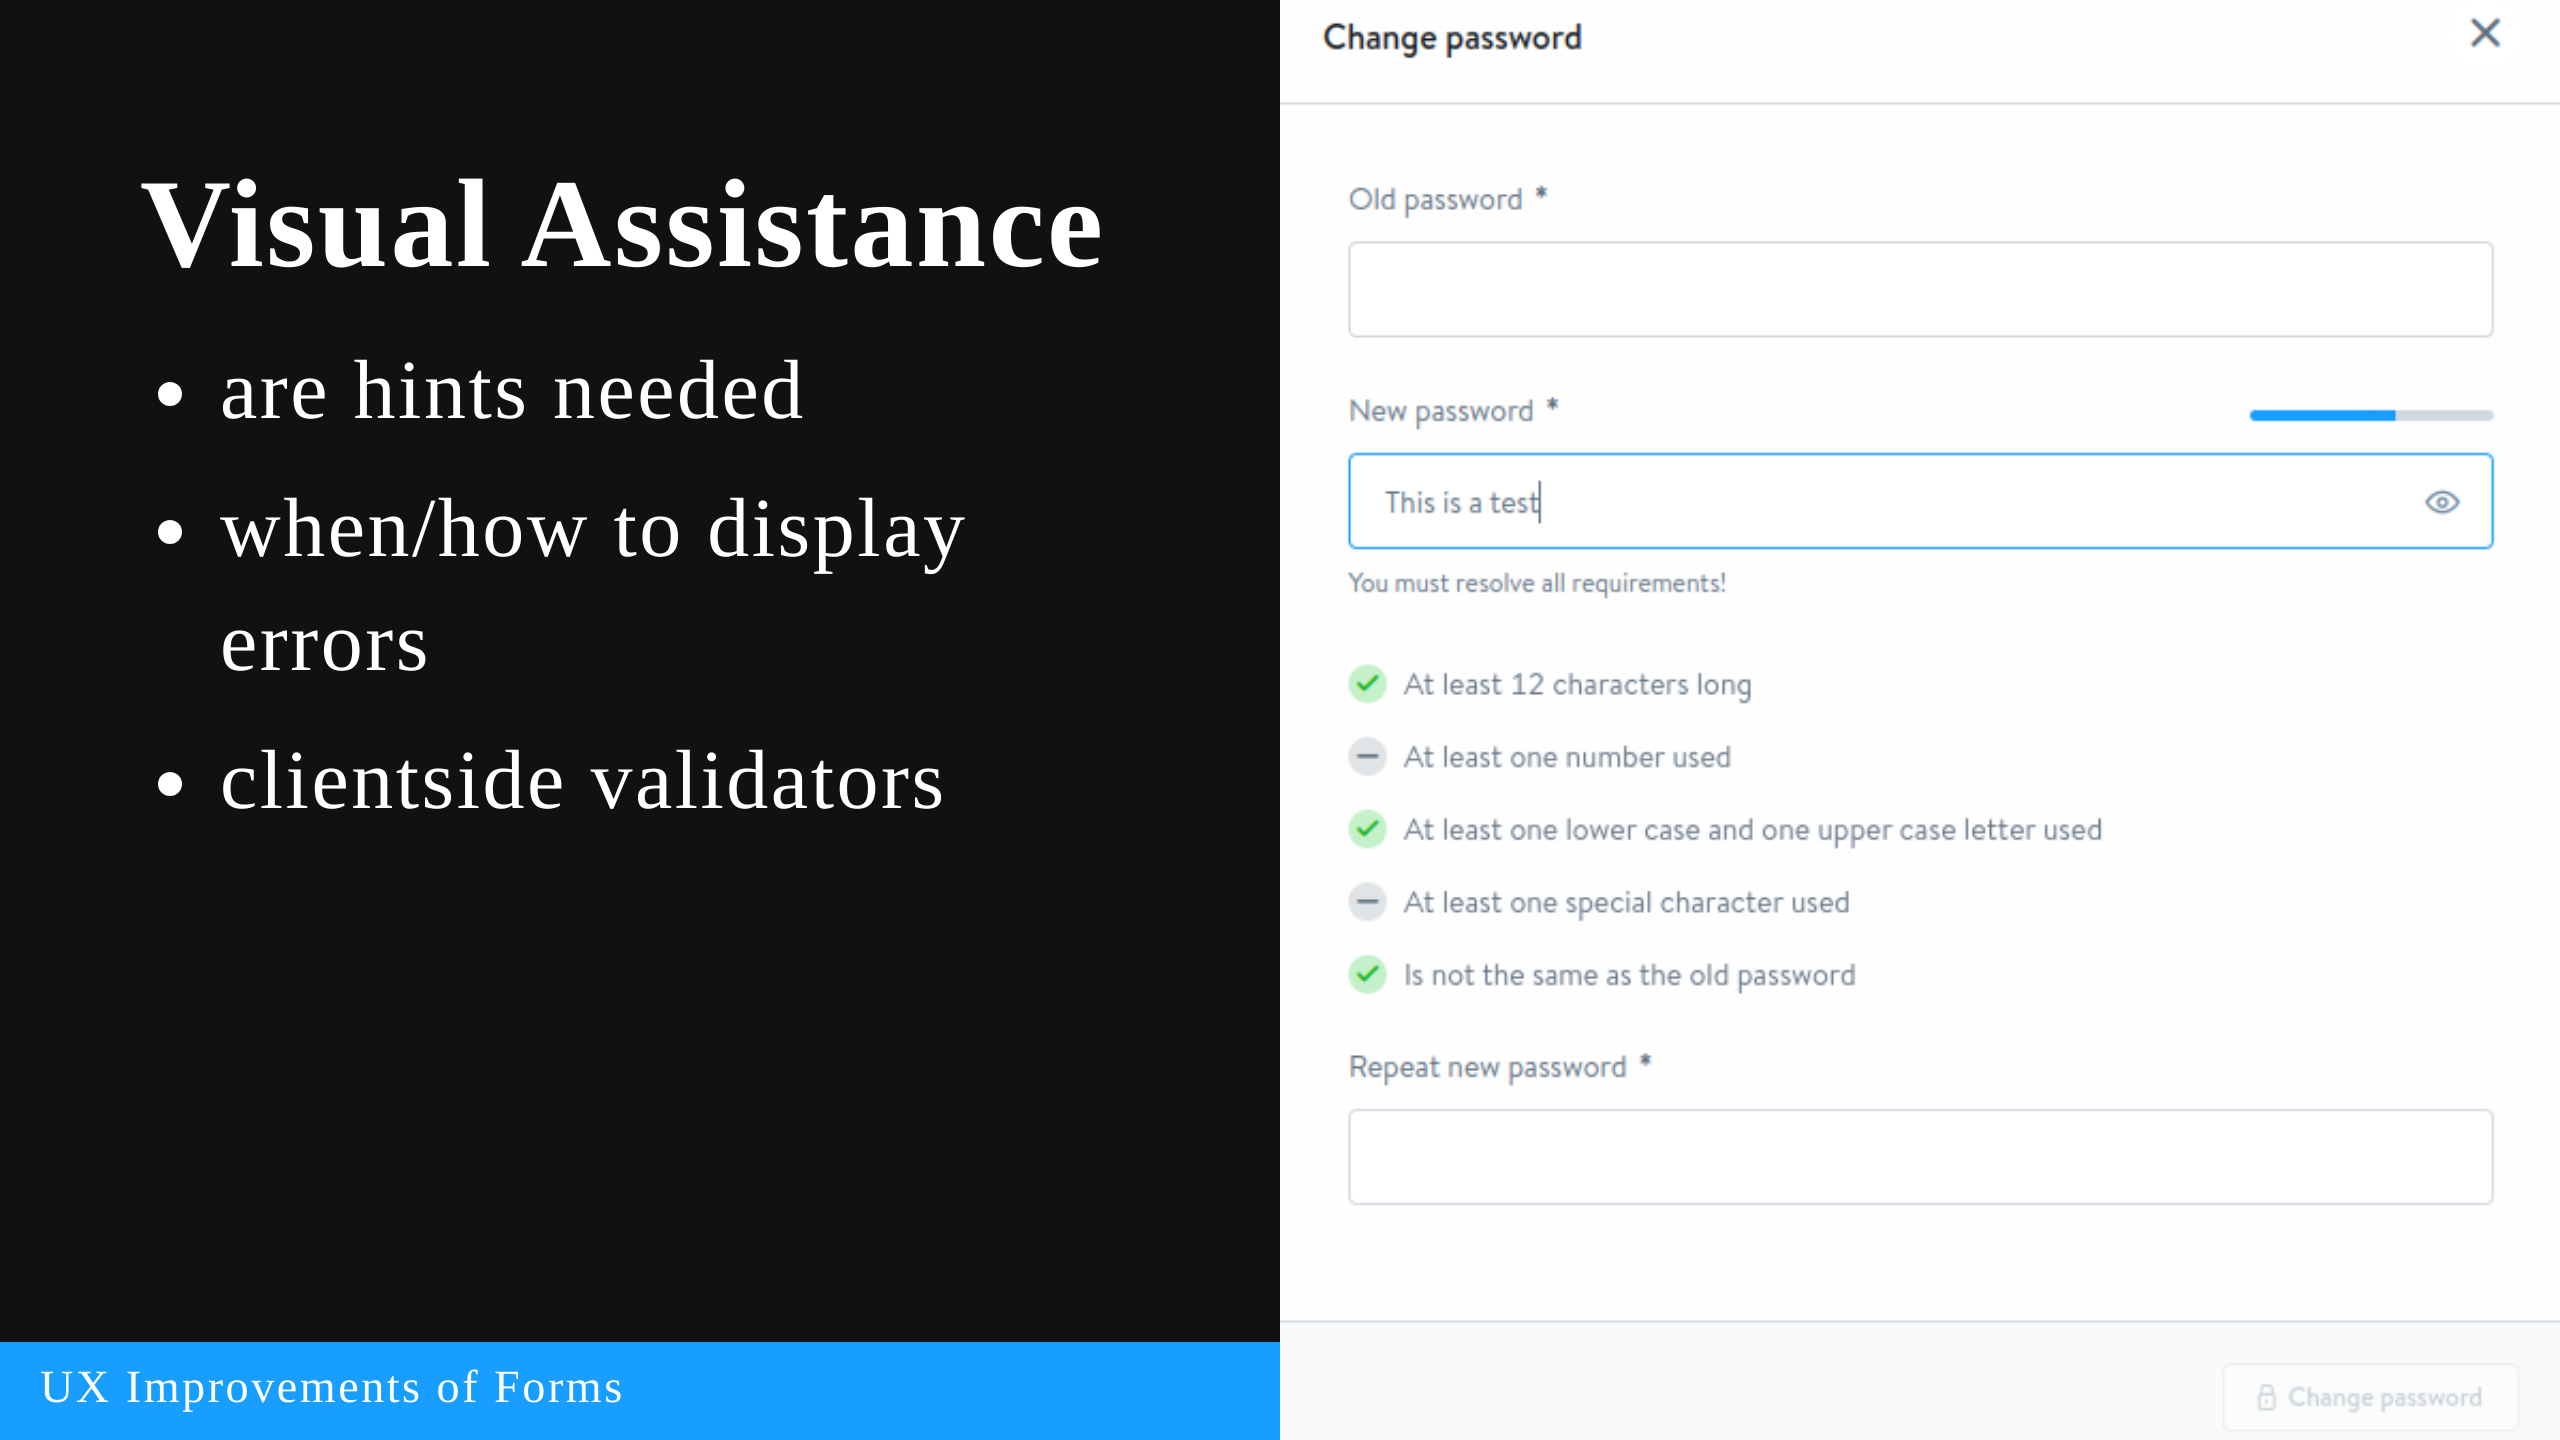 Visual Assistance
• are hints needed
• when/how to display
errors
• clientside validators
UX Improvements of Forms
Change password
Old password *
New password *
This is a test
You must resolve all requirements!
At least 12 characters long
At least one number used
At least one lower case and one upper case letter used
At least one special character used
Is not the same as the old password
Repeat new password *
Change password